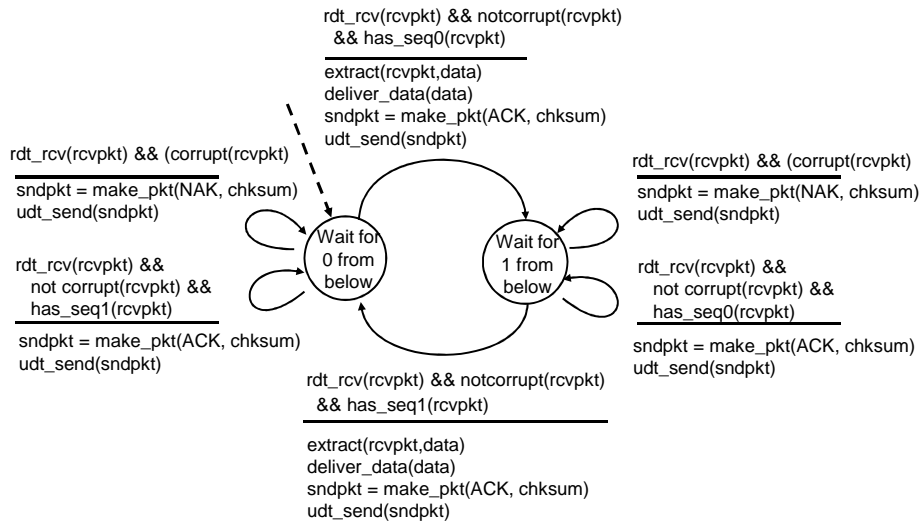 rdt_rcv(rcvpkt) && notcorrupt(rcvpkt)
&& has_seq0(rcvpkt)
extract(rcvpkt,data)
deliver_data(data)
sndpkt = make_pkt(ACK, chksum)
udt_send(sndpkt)
rdt_rcv(rcvpkt) && (corrupt(rcvpkt)
sndpkt = make_pkt(NAK, chksum)
udt_send(sndpkt)
rdt_rcv(rcvpkt) &&
not corrupt(rcvpkt) &&
has_seq1(rcvpkt)
sndpkt = make_pkt(ACK, chksum)
udt_send(sndpkt)
Wait for
0 from
below
Wait for
1 from
below
rdt_rcv(rcvpkt) && (corrupt(rcvpkt)
sndpkt = make_pkt(NAK, chksum)
udt_send(sndpkt)
rdt_rcv(rcvpkt) &&
not corrupt(rcvpkt) &&
has_seq0(rcvpkt)
sndpkt = make_pkt(ACK, chksum)
udt_send(sndpkt)
rdt_rcv(rcvpkt) && notcorrupt(rcvpkt)
&& has_seq1(rcvpkt)
extract(rcvpkt,data)
deliver_data(data)
sndpkt = make_pkt(ACK, chksum)
udt_send(sndpkt)